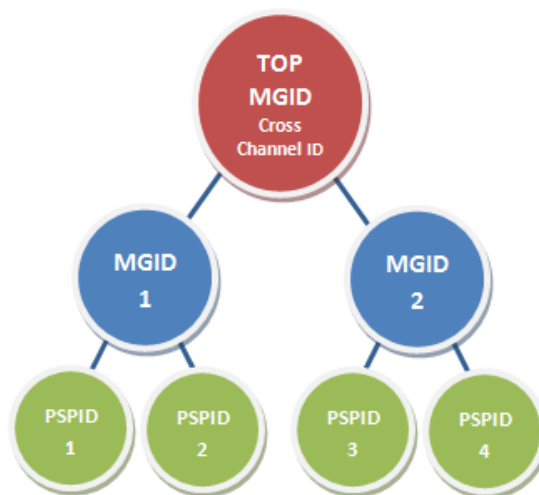 TOP
MGID
Cross
Channel ID
MGID
1
MGID
2
PSPID
1
PSPID
2
PSPID
3
PSPID
4